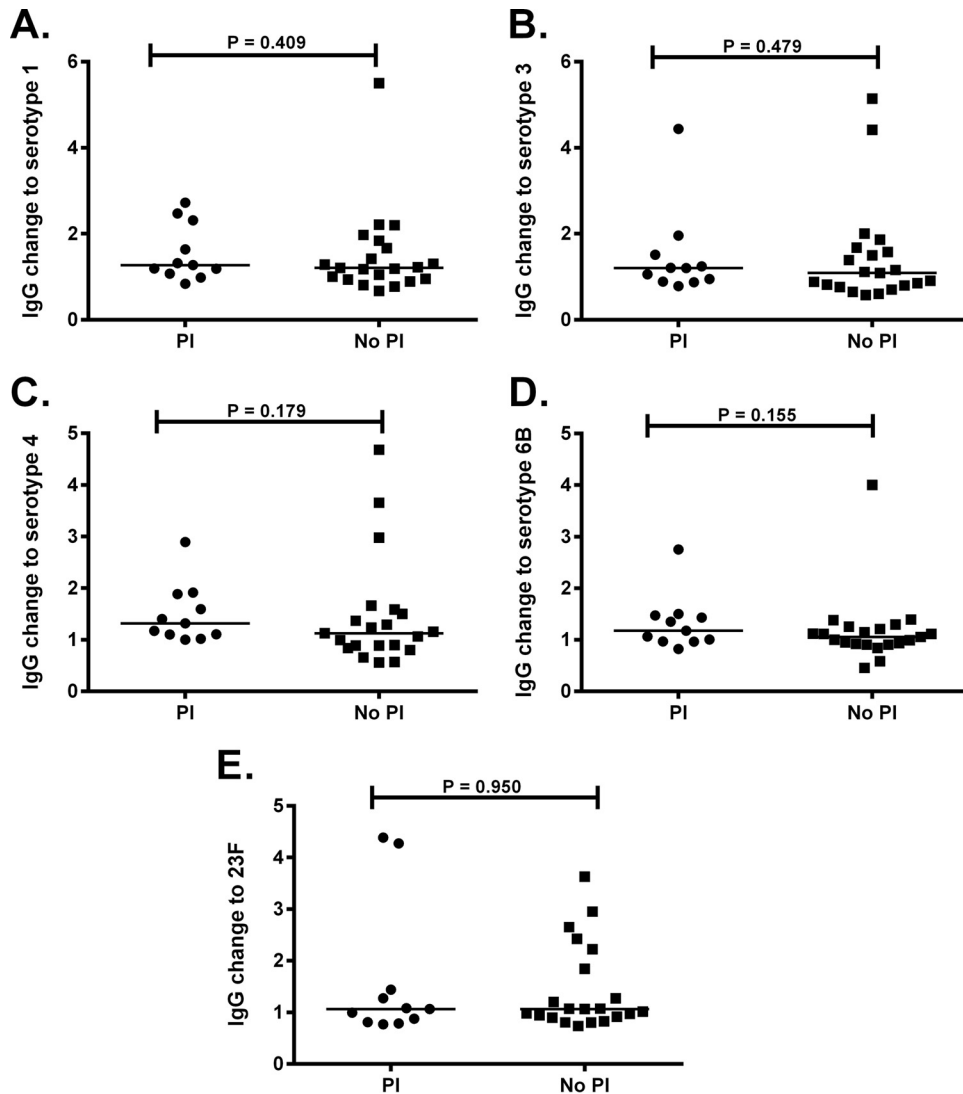 A.
P = 0.409
IgG change to serotype 1
6
4
2
0
PI
No PI
B.
P = 0.479
IgG change to serotype 3
6
4
2
0
PI
No PI
C.
P = 0.179
IgG change to serotype 4
5
4
3
2
1
0
PI
No PI
D.
P = 0.155
IgG change to serotype 6B
5
4
3
2
1
0
PI
No PI
E.
P = 0.950
IgG change to 23F
5
4
3
2
1
0
PI
No PI